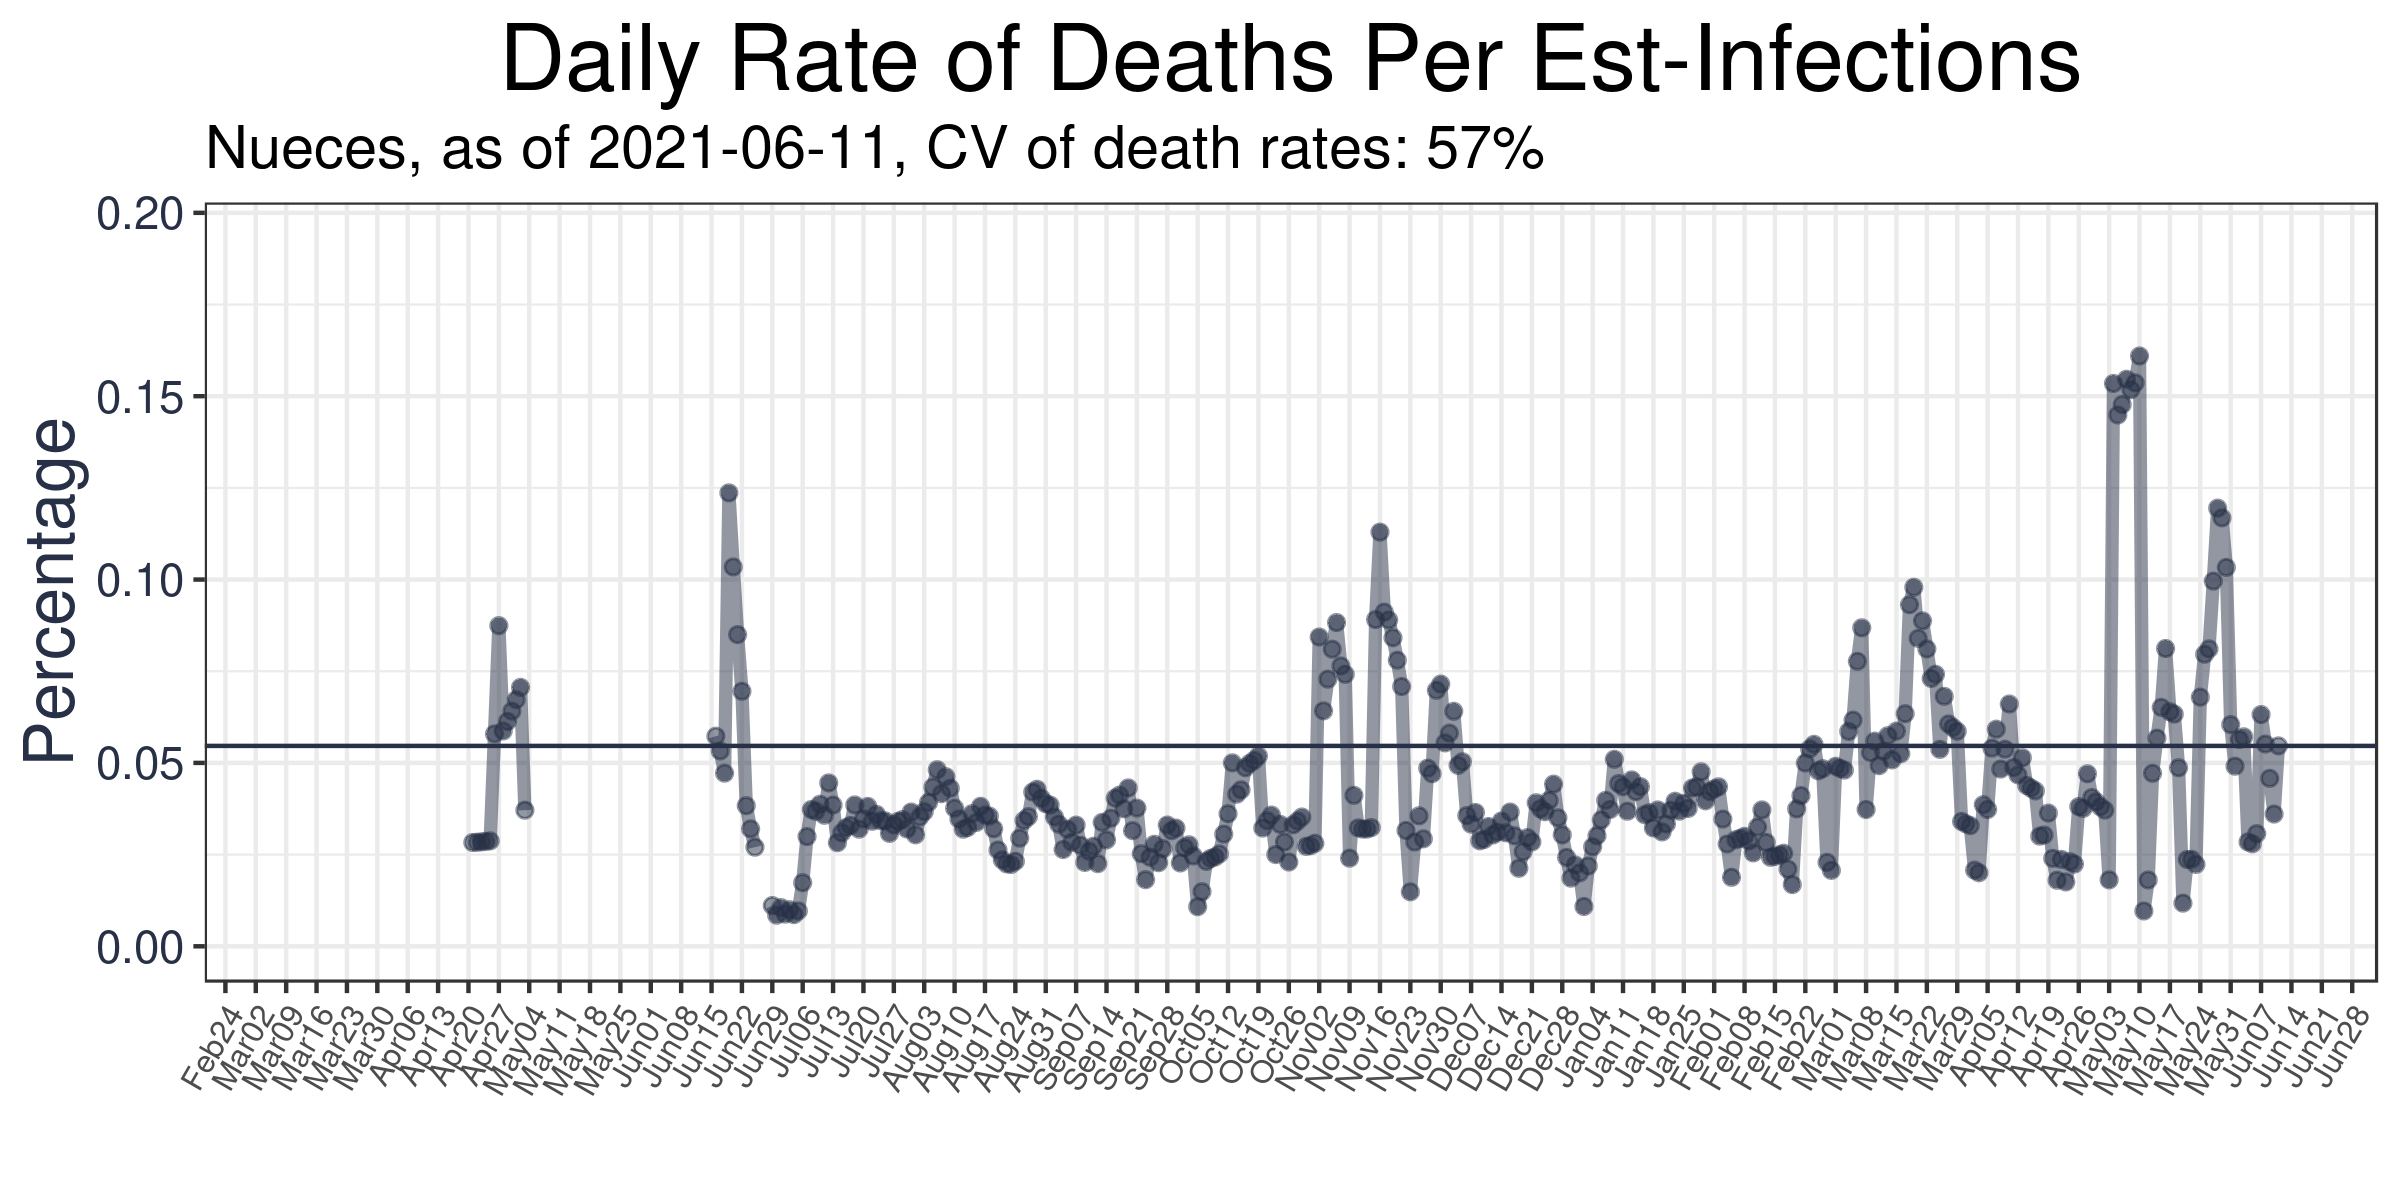 Daily Rate of Deaths Per Est-Infections
Nueces, as of 2021-06-11, CV of death rates: 57%
Percentage
0.20
0.15
0.10
0.05
0.00
Feb24 Mar02 Mar09 Mar16 Mar23 Mar30 Apr06 Apr13 Apr20 Apr27 May04 May11 May18 May25 Jun01 Jun08 Jun15 Jun22 Jun29 Jul06 Jul13 Jul20 Jul27 Aug03 Aug10 Aug17 Aug24 Aug31 Sep07 Sep14 Sep21 Sep28 Oct05 Oct12 Oct19 Oct26 Nov02 Nov09 Nov16 Nov23 Nov30 Dec07 Dec14 Dec21 Dec28 Jan04 Jan11 Jan18 Jan25 Feb01 Feb08 Feb15 Feb22 Mar01 Mar08 Mar15 Mar22 Mar29 Apr05 Apr12 Apr19 Apr26 May03 May10 May17 May24 May31 Jun07 Jun14 Jun21 Jun28